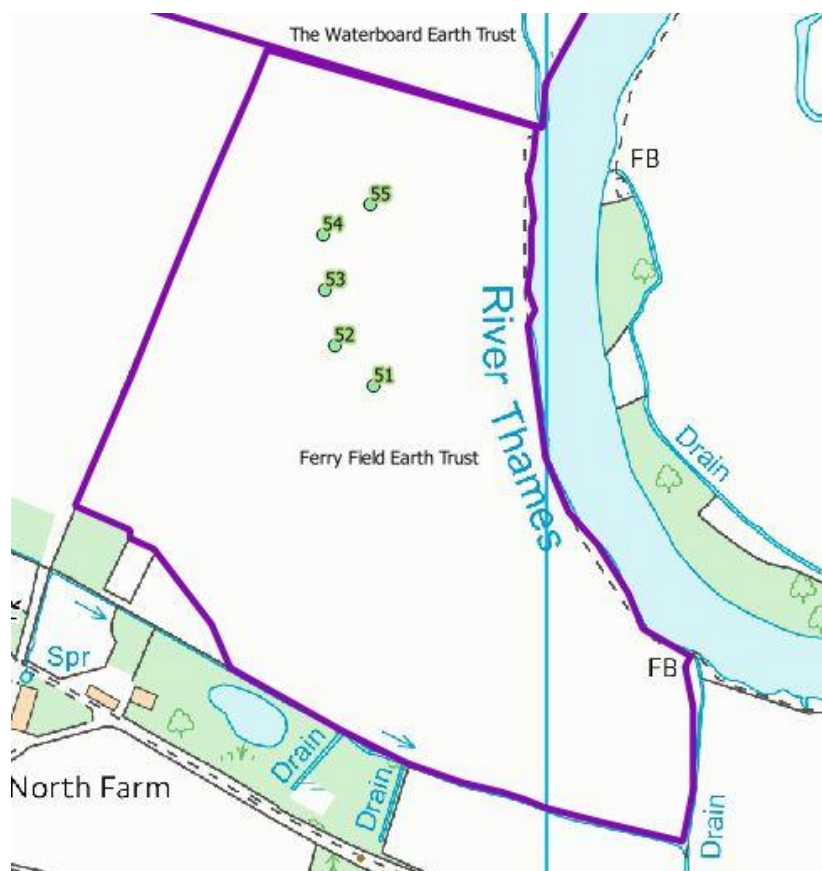 The Waterboard Earth Trust
FB
55
54
53
52
51
River Thames
Drain
Ferry Field Earth Trust
Spr
FB
Drain
Drain
North Farm
Drain